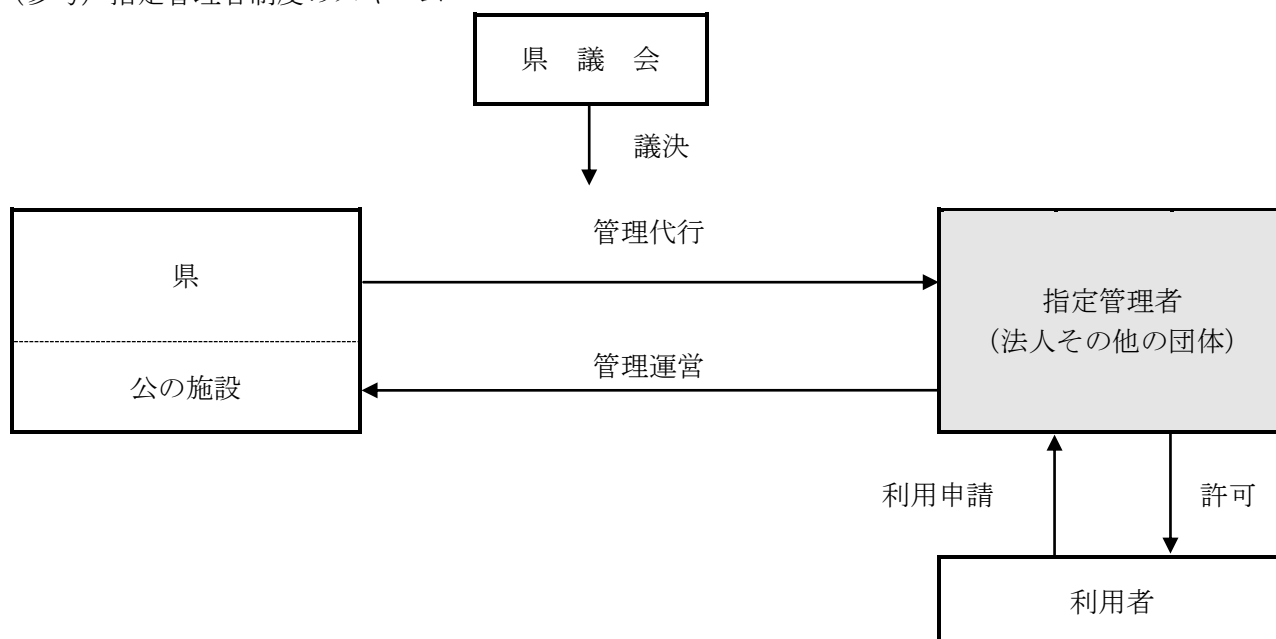 県 議 会
議決
管理代行
県
指定管理者
（法人その他の団体）
管理運営
公の施設
利用申請
許可
利用者